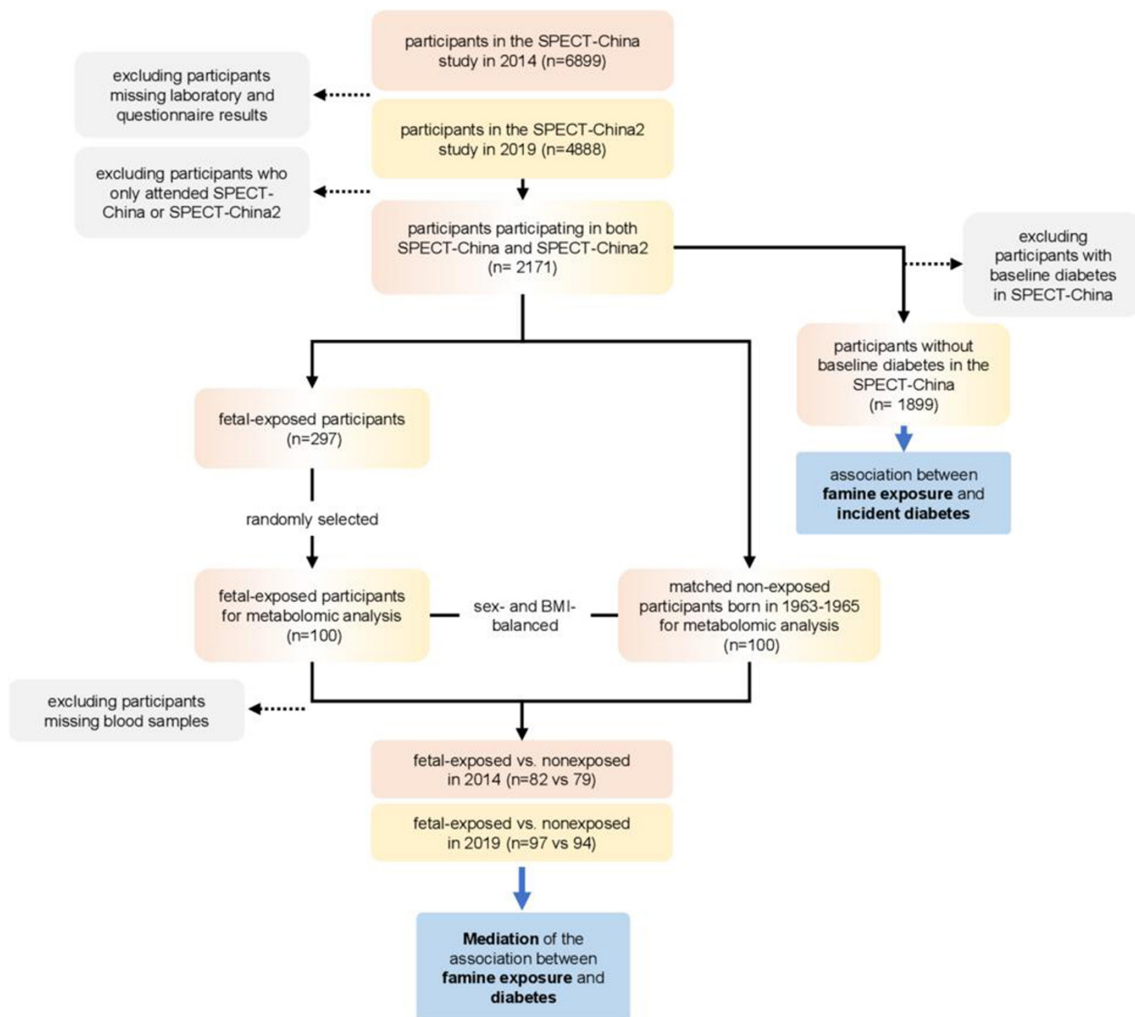 participants in the SPECT-China
study in 2014 (n=6899)
excluding participants
missing laboratory and
questionnaire results
participants in the SPECT-China2
study in 2019 (n=4888)
excluding participants who
only attended SPECT-
China or SPECT-China2
participants participating in both
SPECT-China and SPECT-China2
(n= 2171)
excluding
participants with
baseline diabetes
in SPECT-China
participants without
baseline diabetes in the
SPECT-China
(n= 1899)
fetal-exposed participants
(n=297)
association between
famine exposure and
incident diabetes
randomly selected
fetal-exposed participants
for metabolomic analysis
(n=100)
sex- and BMI-
balanced
matched non-exposed
participants born in 1963-1965
for metabolomic analysis
(n=100)
excluding participants
missing blood samples
fetal-exposed vs. nonexposed
in 2014 (n=82 vs 79)
fetal-exposed vs. nonexposed
in 2019 (n=97 vs 94)
Mediation of the
association between
famine exposure and
diabetes